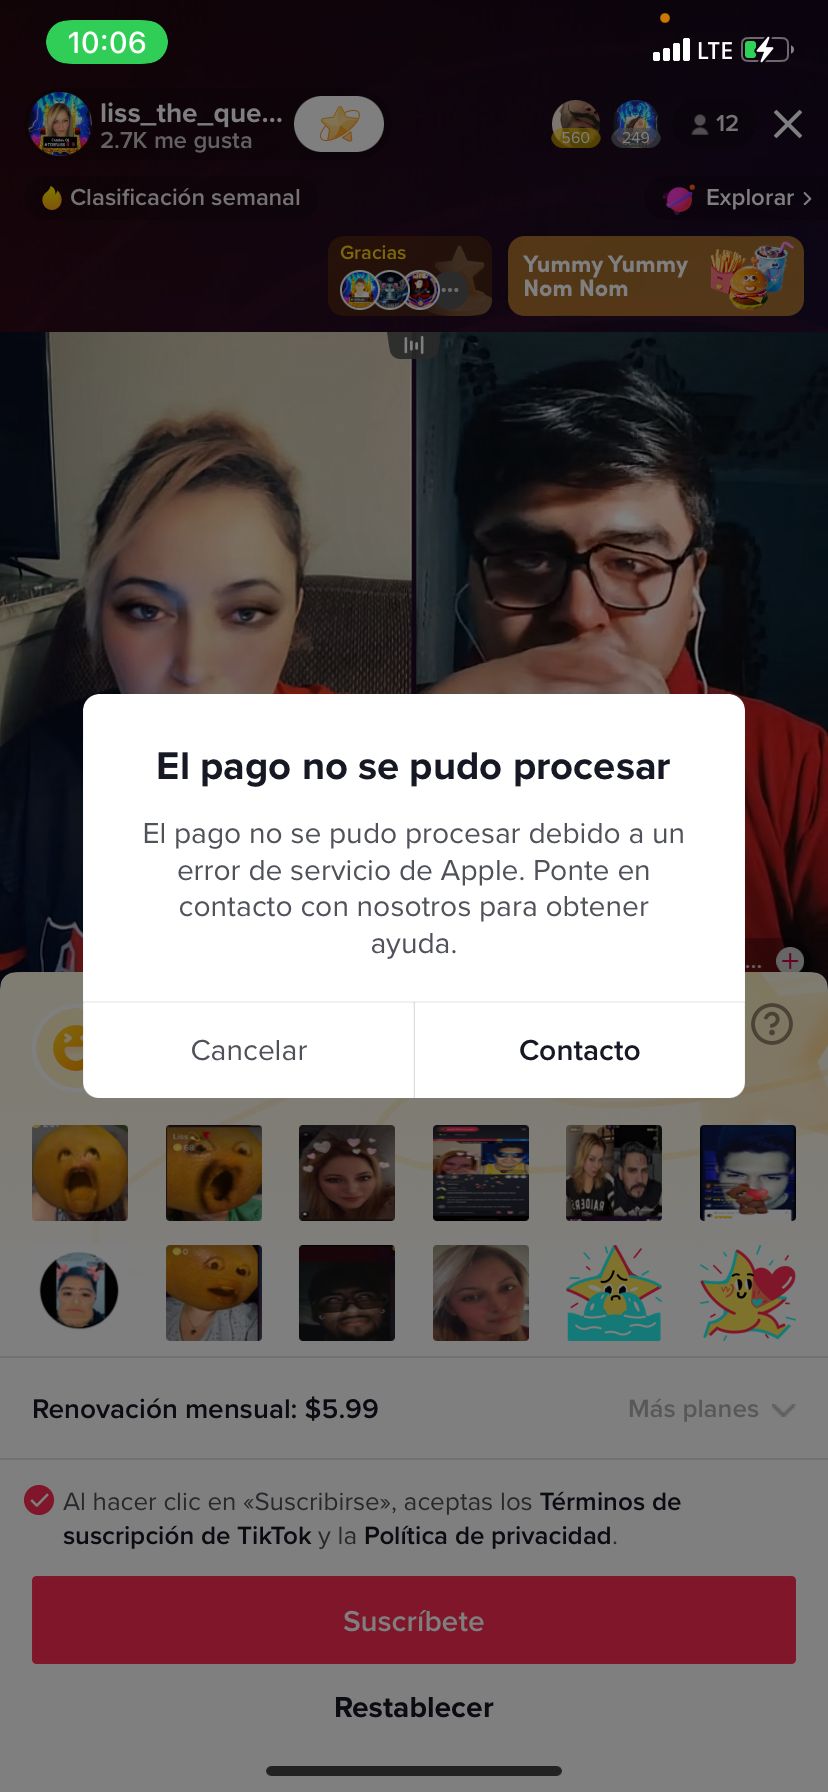 10:06
LTE
liss_the_que...
2.7K me gusta
560
249
12
Clasificación semanal
Explorar
Gracias
Yummy Yummy
Nom Nom
El pago no se pudo procesar
El pago no se pudo procesar debido a un
error de servicio de Apple. Ponte en
contacto con nosotros para obtener
ayuda.
Cancelar
Contacto
Renovación mensual: $5.99
Más planes
Al hacer clic en «Suscribirse», aceptas los Términos de
suscripción de TikTok y la Política de privacidad.
Suscríbete
Restablecer